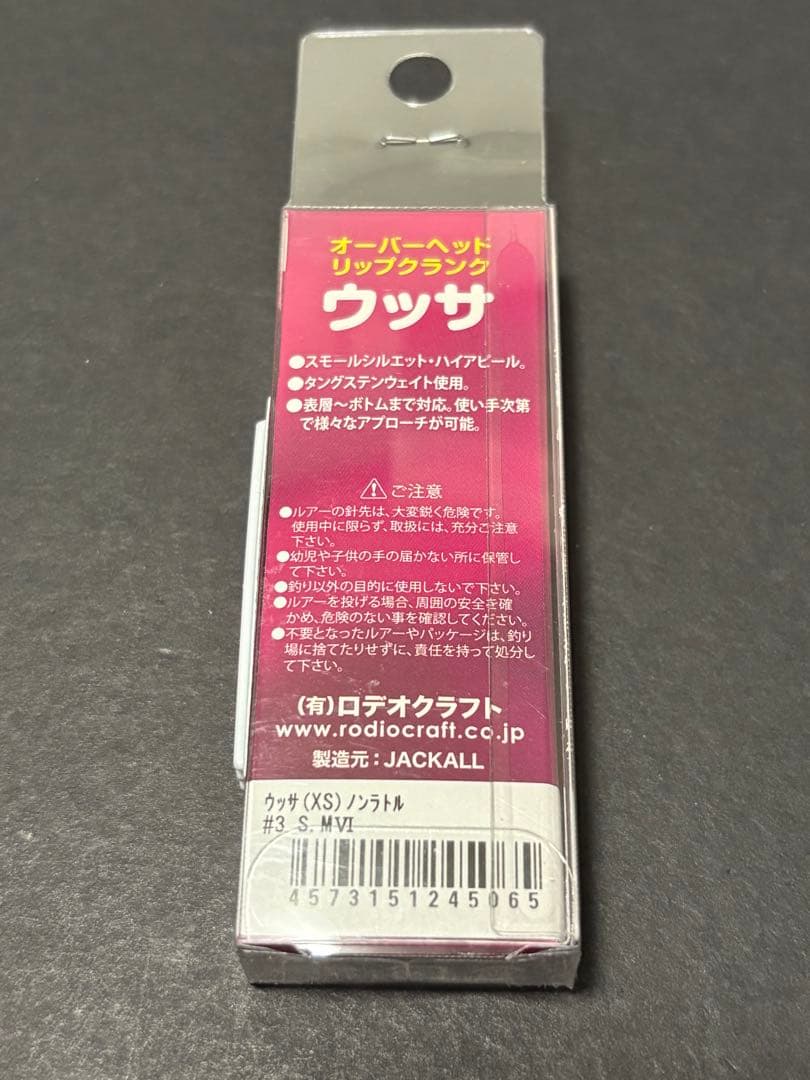 オーバーヘッド
リップクランク
ウッサ
●スモールシルエット・ハイアピール。
●タングステンウェイト使用。
●表層〜ボトムまで対応。使い手次第
で様々なアプローチが可能。
ご注意
●ルアーの針先は、大変鋭く危険です。
使用中に限らず、取扱には、充分ご注意
下さい。
●幼児や子供の手の届かない所に保管し
て下さい。
●釣り以外の目的に使用しないで下さい。
●ルアーを投げる場合、周囲の安全を確
かめ、危険のない事を確認してください。
●不要となったルアーやパッケージは、釣り
場に捨てたりせずに、責任を持って処分し
て下さい。
(有)ロデオクラフト
www.rodiocraft.co.jp
製造元：JACKALL
ウッサ(XS)ノンラトル
#3 S.MⅥ
4573151245065